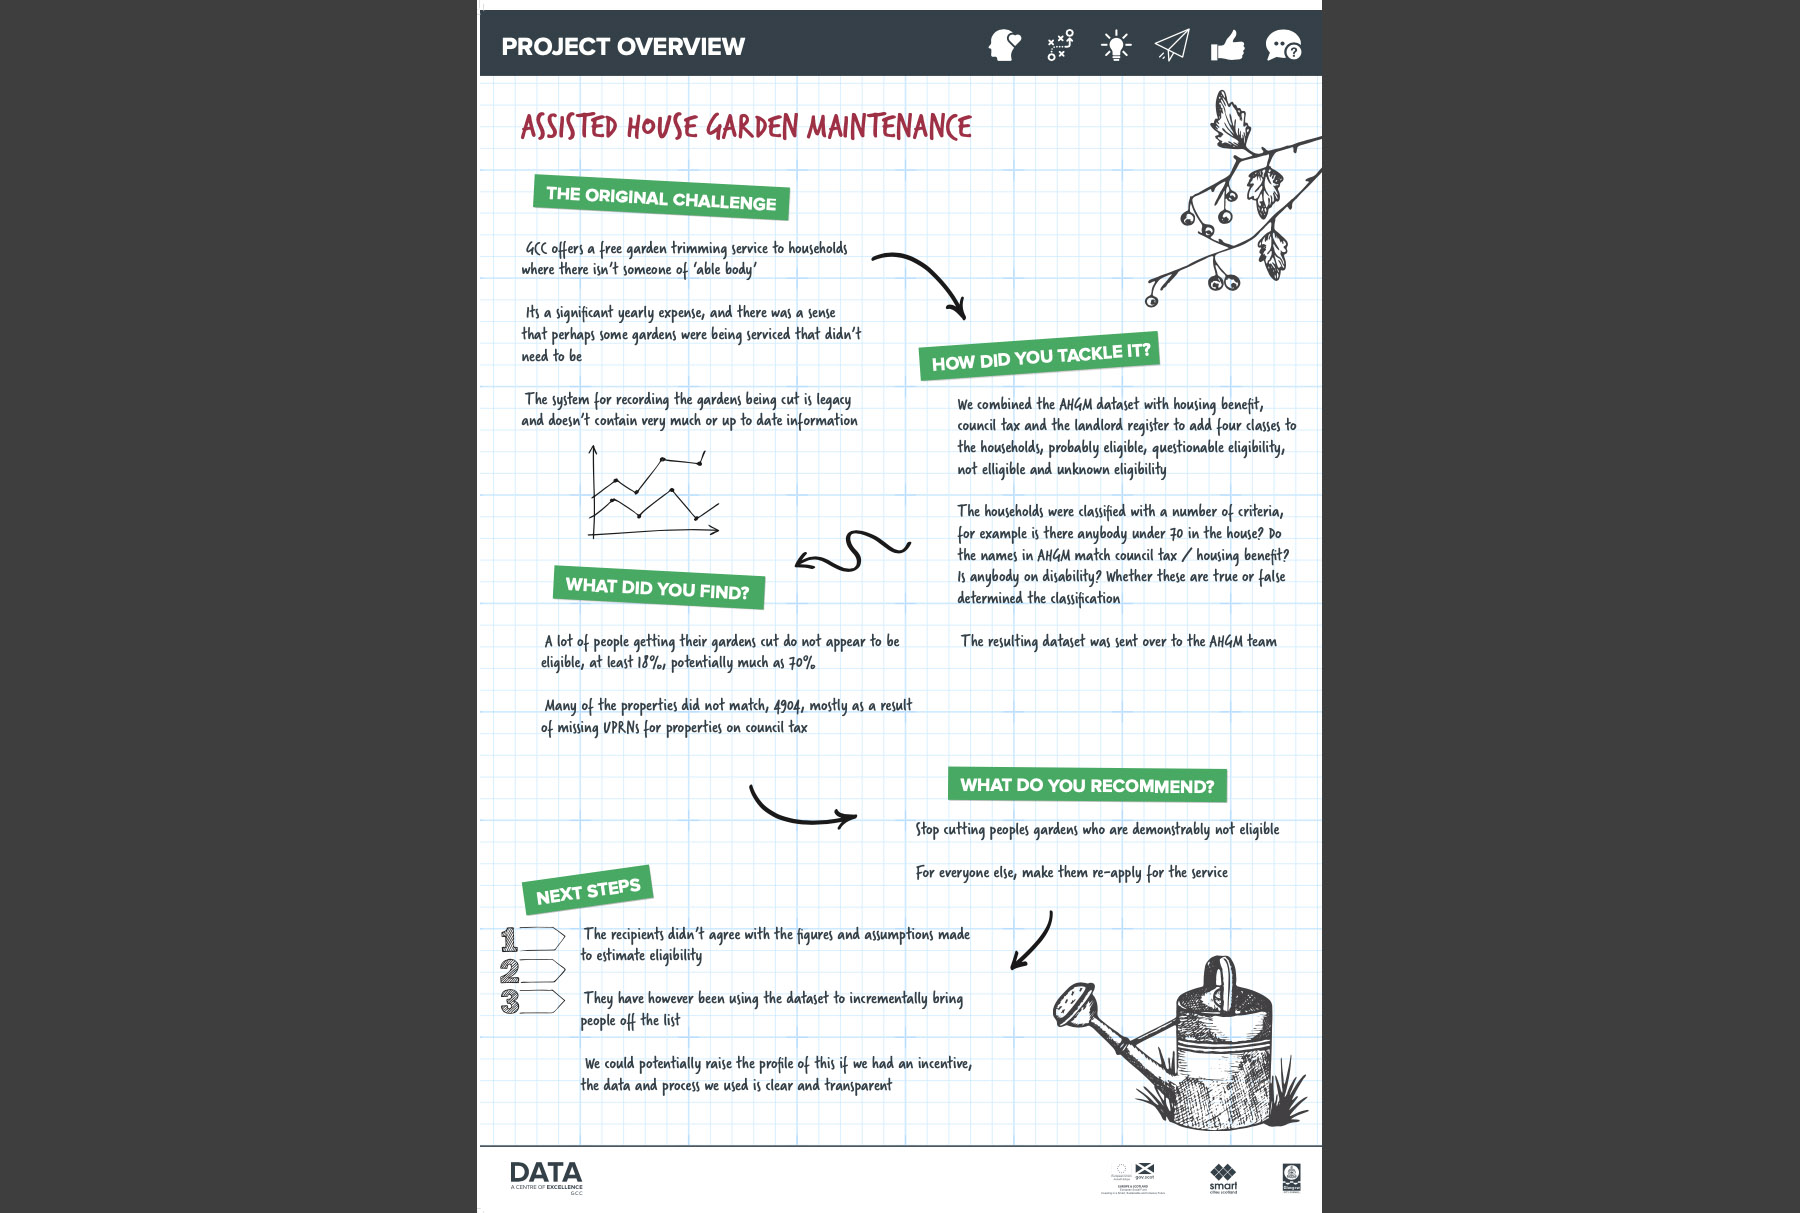 PROJECT OVERVIEW
ASSISTED HOUSE GARDEN MAINTENANCE
THE ORIGINAL CHALLENGE
GCC offers a free garden trimming service to households
where there isn't someone of 'able body'
Its a significant yearly expense, and there was a sense
that perhaps some gardens were being serviced that didn't
need to be
The system for recording the gardens being cut is legacy
and doesn't contain very much or up to date information
HOW DID YOU TACKLE IT?
We combined the AHGM dataset with housing benefit,
council tax and the landlord register to add four classes to
the households, probably eligible, questionable eligibility,
not elligible and unknown eligibility
The households were classified with a number of criteria,
for example is there anybody under 70 in the house? Do
the names in AHGM match council tax / housing benefit?
Is anybody on disability? Whether these are true or false
determined the classification
The resulting dataset was sent over to the AHGM team
WHAT DID YOU FIND?
A lot of people getting their gardens cut do not appear to be
eligible, at least 18%, potentially much as 70%
Many of the properties did not match, 4904, mostly as a result
of missing UPRNs for properties on council tax
WHAT DO YOU RECOMMEND?
Stop cutting peoples gardens who are demonstrably not eligible
For everyone else, make them re-apply for the service
NEXT STEPS
1
2
3
The recipients didn't agree with the figures and assumptions made
to estimate eligibility
They have however been using the dataset to incrementally bring
people off the list
We could potentially raise the profile of this if we had an incentive,
the data and process we used is clear and transparent
DATA
A CENTRE OF EXCELLENCE
GCC
gov.scot
EUROPE & SCOTLAND
smart
cities scotland